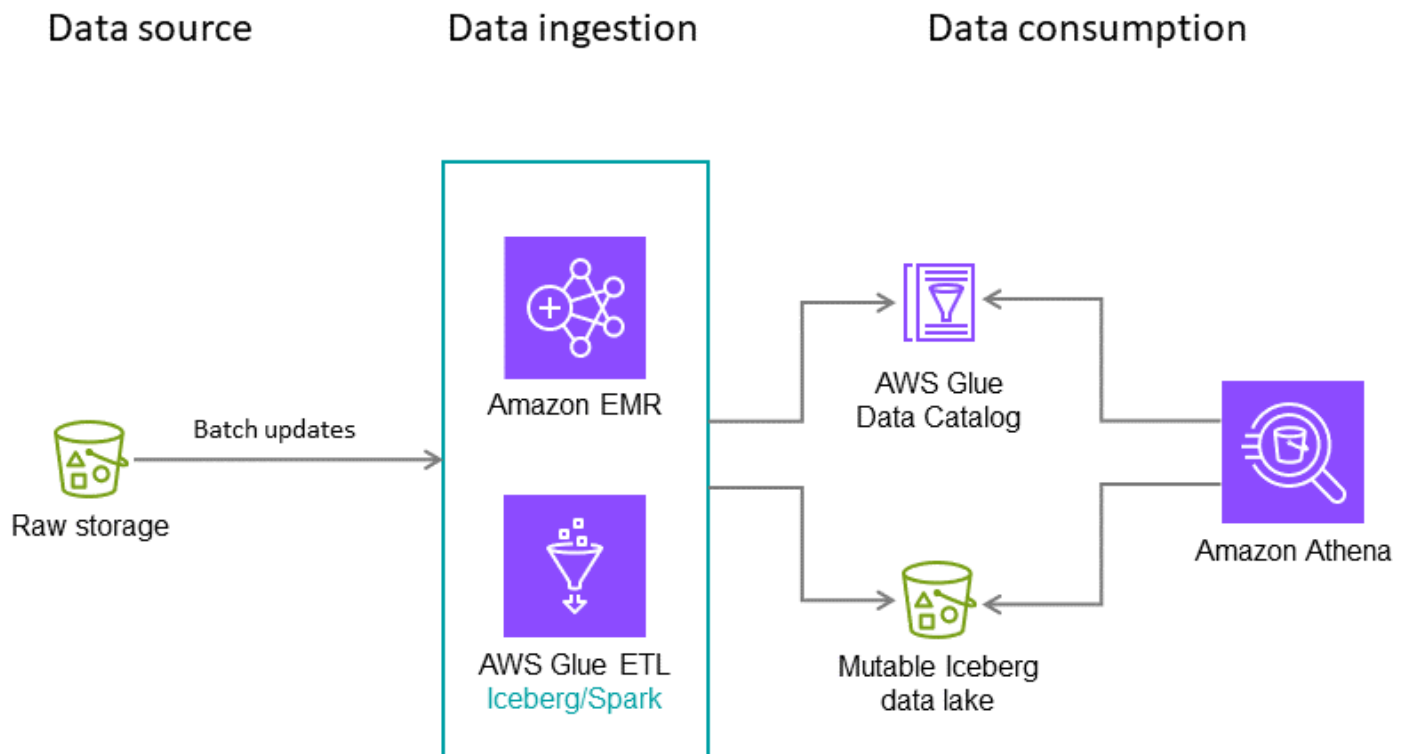 Data source
Data ingestion
Data consumption
Amazon EMR
AWS Glue
Data Catalog
Batch updates
Raw storage
Amazon Athena
AWS Glue ETL
Iceberg/Spark
Mutable Iceberg
data lake